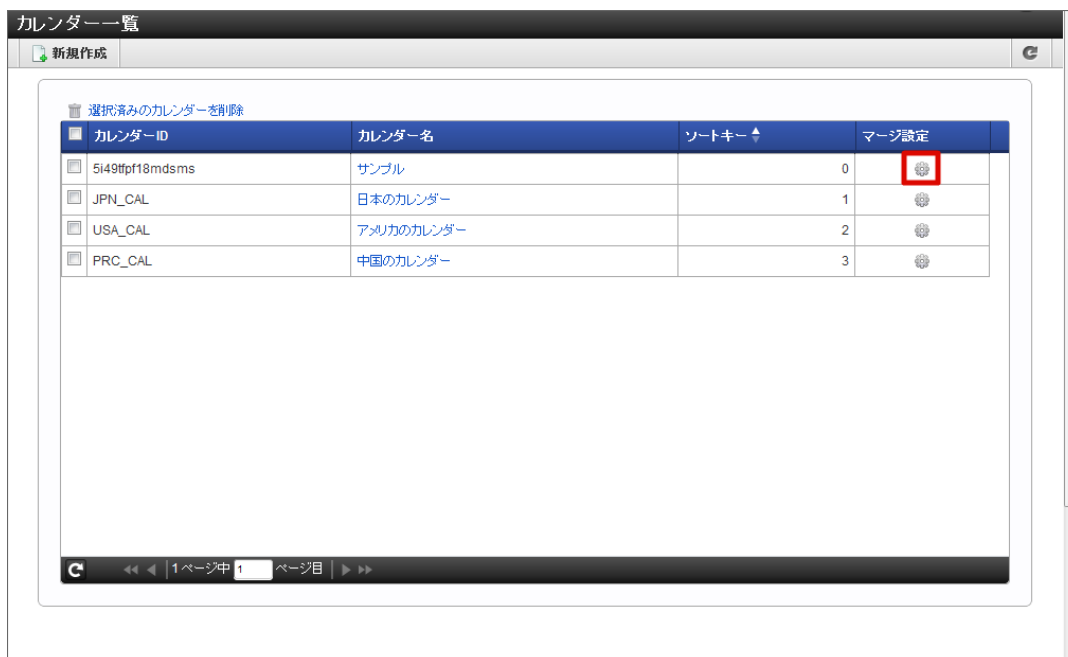 カレンダー一覧
新規作成
選択済みのカレンダーを削除
カレンダーID カレンダー名 ソートキー マージ設定
5i49tfpf18mdsms サンプル 0
JPN_CAL 日本のカレンダー 1
USA_CAL アメリカのカレンダー 2
PRC_CAL 中国のカレンダー 3
1 ページ中 1 ページ目